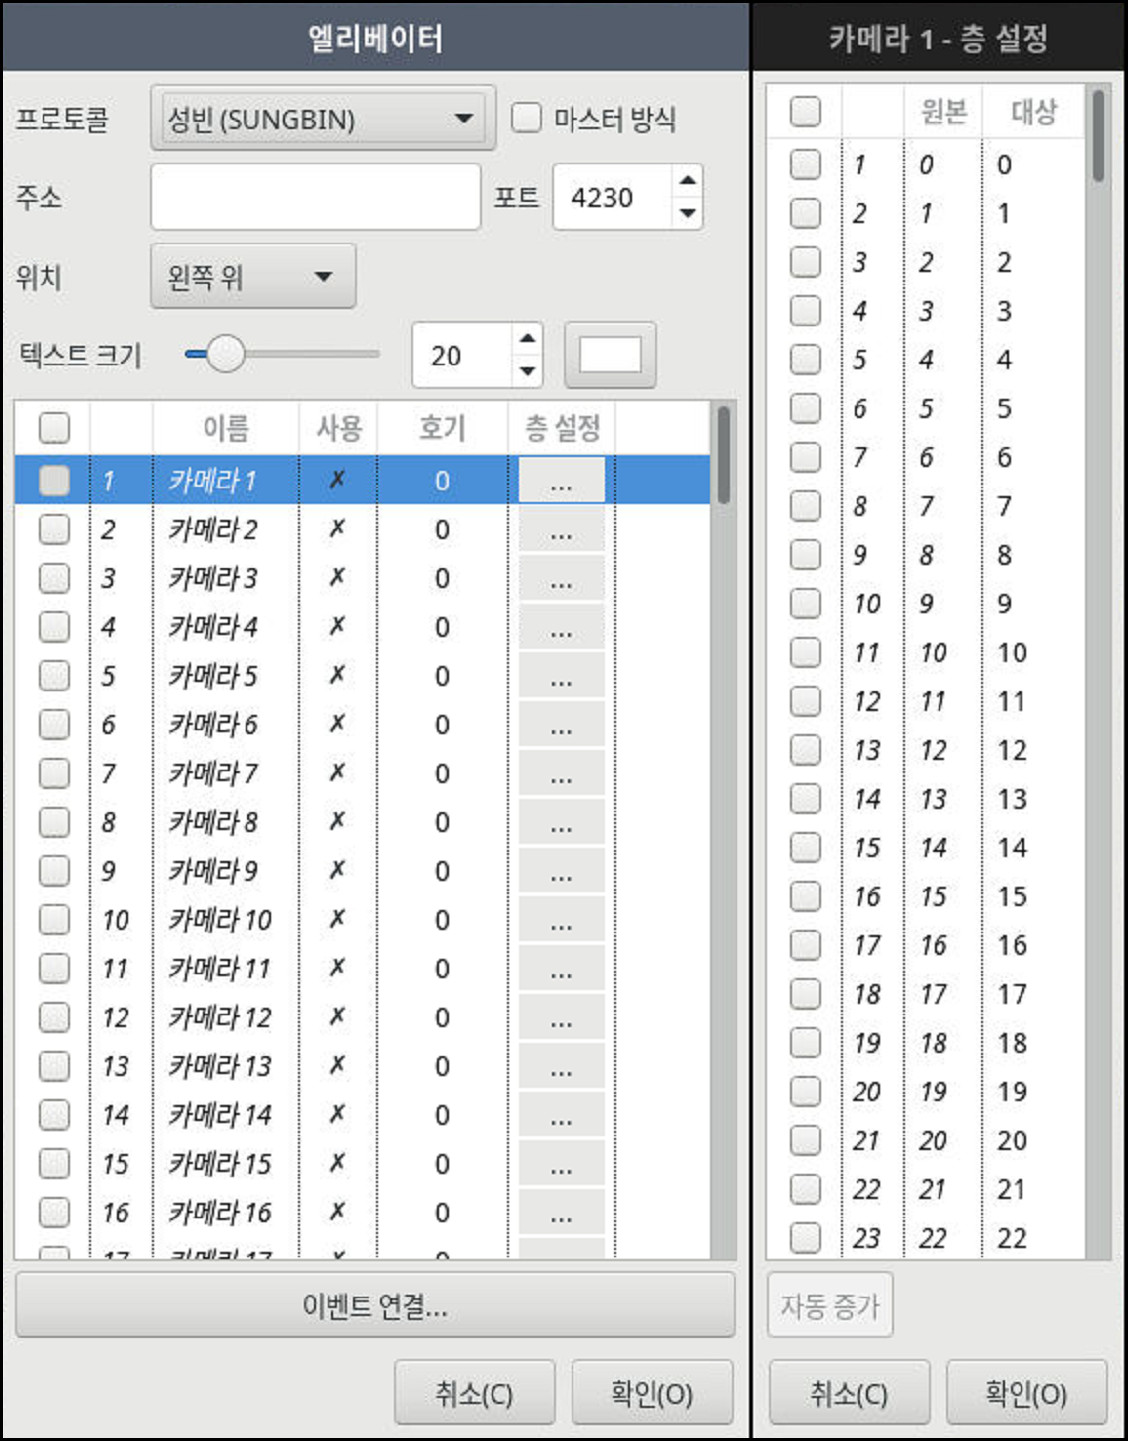 엘리베이터
프로토콜 성빈 (SUNGBIN) 마스터 방식
주소 포트 4230
위치 왼쪽 위
텍스트 크기 20
이름 사용 호기 층 설정
1 카메라 1 ✗ 0 ...
2 카메라 2 ✗ 0 ...
3 카메라 3 ✗ 0 ...
4 카메라 4 ✗ 0 ...
5 카메라 5 ✗ 0 ...
6 카메라 6 ✗ 0 ...
7 카메라 7 ✗ 0 ...
8 카메라 8 ✗ 0 ...
9 카메라 9 ✗ 0 ...
10 카메라 10 ✗ 0 ...
11 카메라 11 ✗ 0 ...
12 카메라 12 ✗ 0 ...
13 카메라 13 ✗ 0 ...
14 카메라 14 ✗ 0 ...
15 카메라 15 ✗ 0 ...
16 카메라 16 ✗ 0 ...
17 카메라 17 ✗ 0
이벤트 연결...
취소(C) 확인(O)
카메라 1 - 층 설정
원본 대상
1 0 0
2 1 1
3 2 2
4 3 3
5 4 4
6 5 5
7 6 6
8 7 7
9 8 8
10 9 9
11 10 10
12 11 11
13 12 12
14 13 13
15 14 14
16 15 15
17 16 16
18 17 17
19 18 18
20 19 19
21 20 20
22 21 21
23 22 22
자동 증가
취소(C) 확인(O)